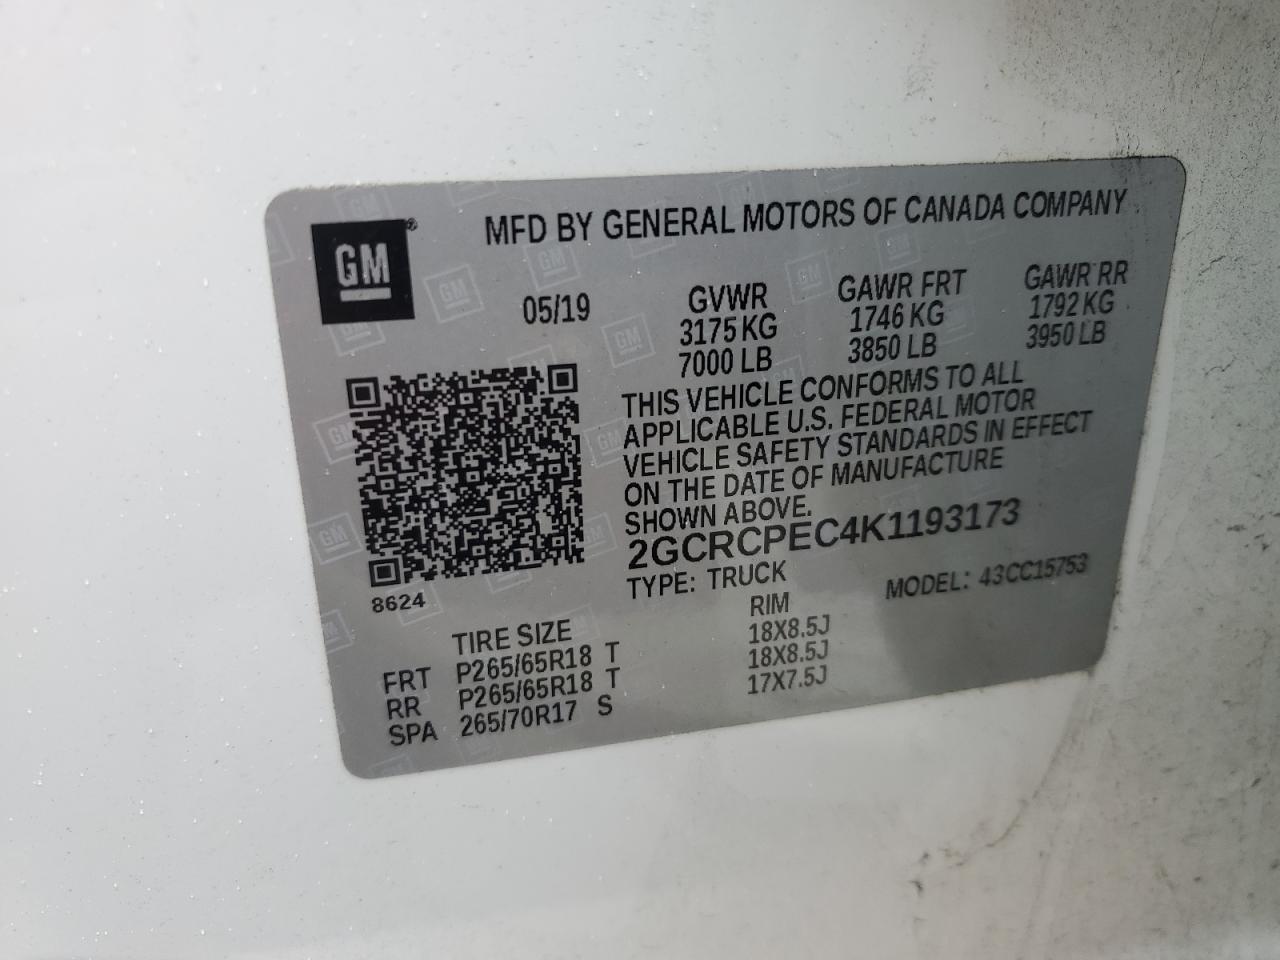 GM ®
MFD BY GENERAL MOTORS OF CANADA COMPANY
05/19
GVWR
3175 KG
7000 LB
GAWR FRT
1746 KG
3850 LB
GAWR RR
1792 KG
3950 LB
THIS VEHICLE CONFORMS TO ALL
APPLICABLE U.S. FEDERAL MOTOR
VEHICLE SAFETY STANDARDS IN EFFECT
ON THE DATE OF MANUFACTURE
SHOWN ABOVE.
2GCRCPEC4K1193173
TYPE: TRUCK
MODEL: 43CC15753
8624
TIRE SIZE RIM
FRT P265/65R18 T 18X8.5J
RR P265/65R18 T 18X8.5J
SPA 265/70R17 S 17X7.5J